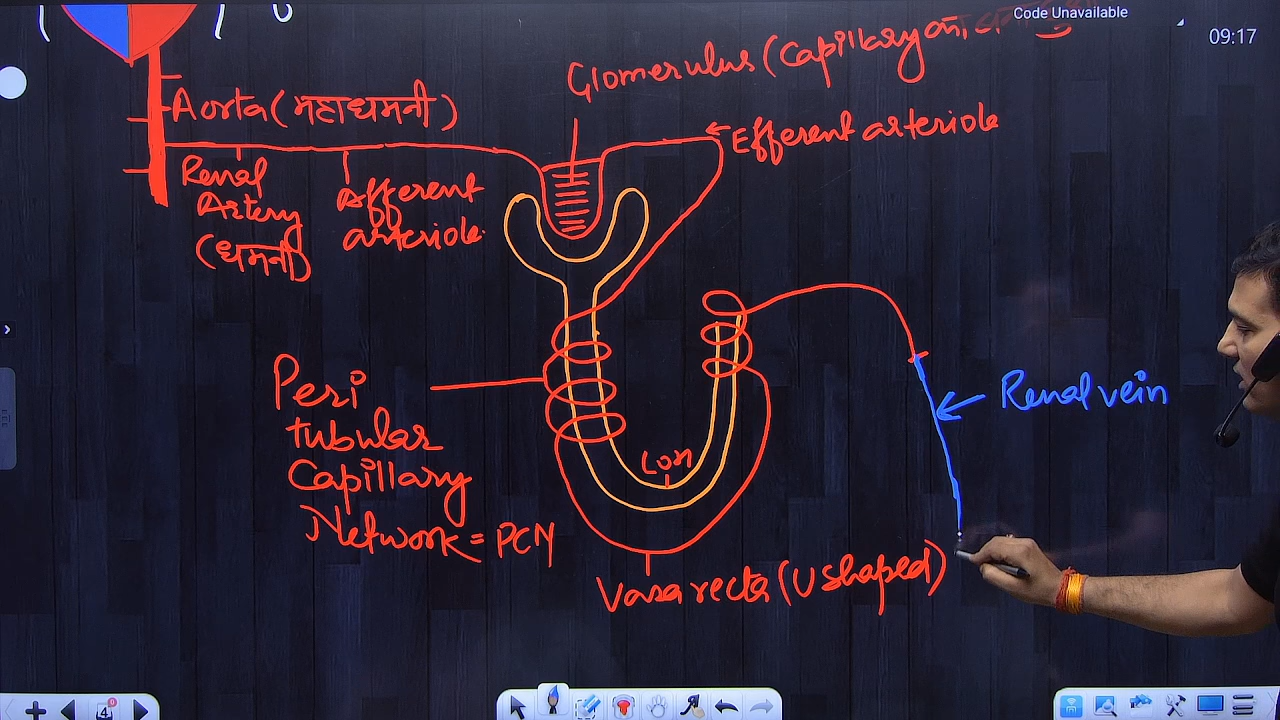 Code Unavailable
09:17
Glomerulus (Capillary का
Aorta (महाधमनी)
Efferent arteriole
Renal
Artery
(धमनी)
Afferent
arteriole
Renal vein
Peri
tubular
Capillary
Network = PCN
LOH
Vasa recta (U shaped)
4